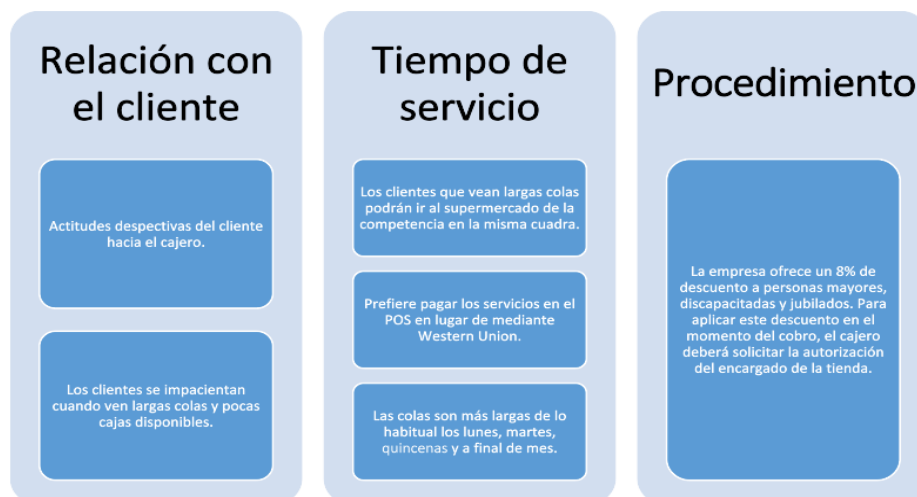 Relación con
el cliente
Actitudes despectivas del cliente
hacia el cajero.
Los clientes se impacientan
cuando ven largas colas y pocas
cajas disponibles.
Tiempo de
servicio
Los clientes que vean largas colas
podrán ir al supermercado de la
competencia en la misma cuadra.
Prefiere pagar los servicios en el
POS en lugar de mediante
Western Union.
Las colas son más largas de lo
habitual los lunes, martes,
quincenas y a final de mes.
Procedimiento
La empresa ofrece un 8% de
descuento a personas mayores,
discapacitadas y jubilados. Para
aplicar este descuento en el
momento del cobro, el cajero
deberá solicitar la autorización
del encargado de la tienda.